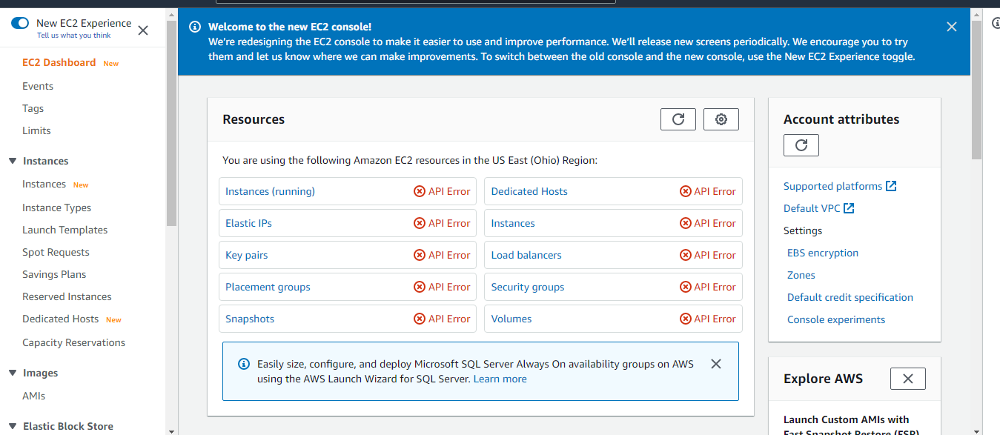 New EC2 Experience
Tell us what you think
EC2 Dashboard New
Events
Tags
Limits
Instances
Instances New
Instance Types
Launch Templates
Spot Requests
Savings Plans
Reserved Instances
Dedicated Hosts New
Capacity Reservations
Images
AMIs
Elastic Block Store
Welcome to the new EC2 console!
We're redesigning the EC2 console to make it easier to use and improve performance. We'll release new screens periodically. We encourage you to try
them and let us know where we can make improvements. To switch between the old console and the new console, use the New EC2 Experience toggle.
Resources
You are using the following Amazon EC2 resources in the US East (Ohio) Region:
Instances (running) API Error
Dedicated Hosts API Error
Elastic IPs API Error
Instances API Error
Key pairs API Error
Load balancers API Error
Placement groups API Error
Security groups API Error
Snapshots API Error
Volumes API Error
Easily size, configure, and deploy Microsoft SQL Server Always On availability groups on AWS
using the AWS Launch Wizard for SQL Server. Learn more
Account attributes
Supported platforms
Default VPC
Settings
EBS encryption
Zones
Default credit specification
Console experiments
Explore AWS
Launch Custom AMIs with
Fast Snapshot Restore (FSR)